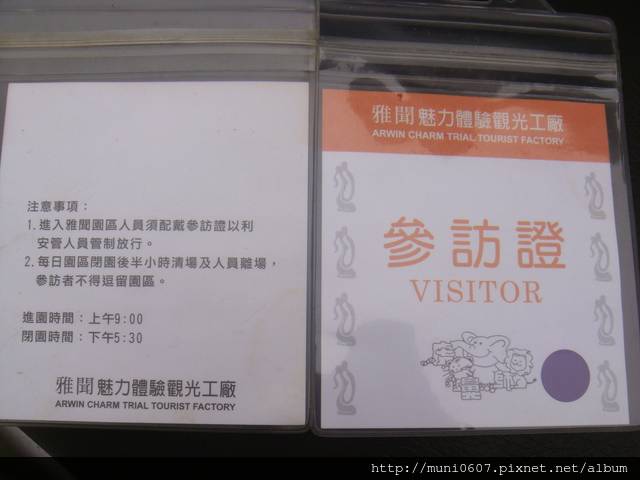 注意事項：
1.進入雅聞園區人員須配戴參訪證以利
安管人員管制放行。
2.每日園區閉園後半小時清場及人員離場，
參訪者不得逗留園區。
進園時間：上午9:00
閉園時間：下午5:30
雅聞魅力體驗觀光工廠
ARWIN CHARM TRIAL TOURIST FACTORY
雅聞魅力體驗觀光工廠
ARWIN CHARM TRIAL TOURIST FACTORY
參訪證
VISITOR
http://muni0607.pixnet.net/album